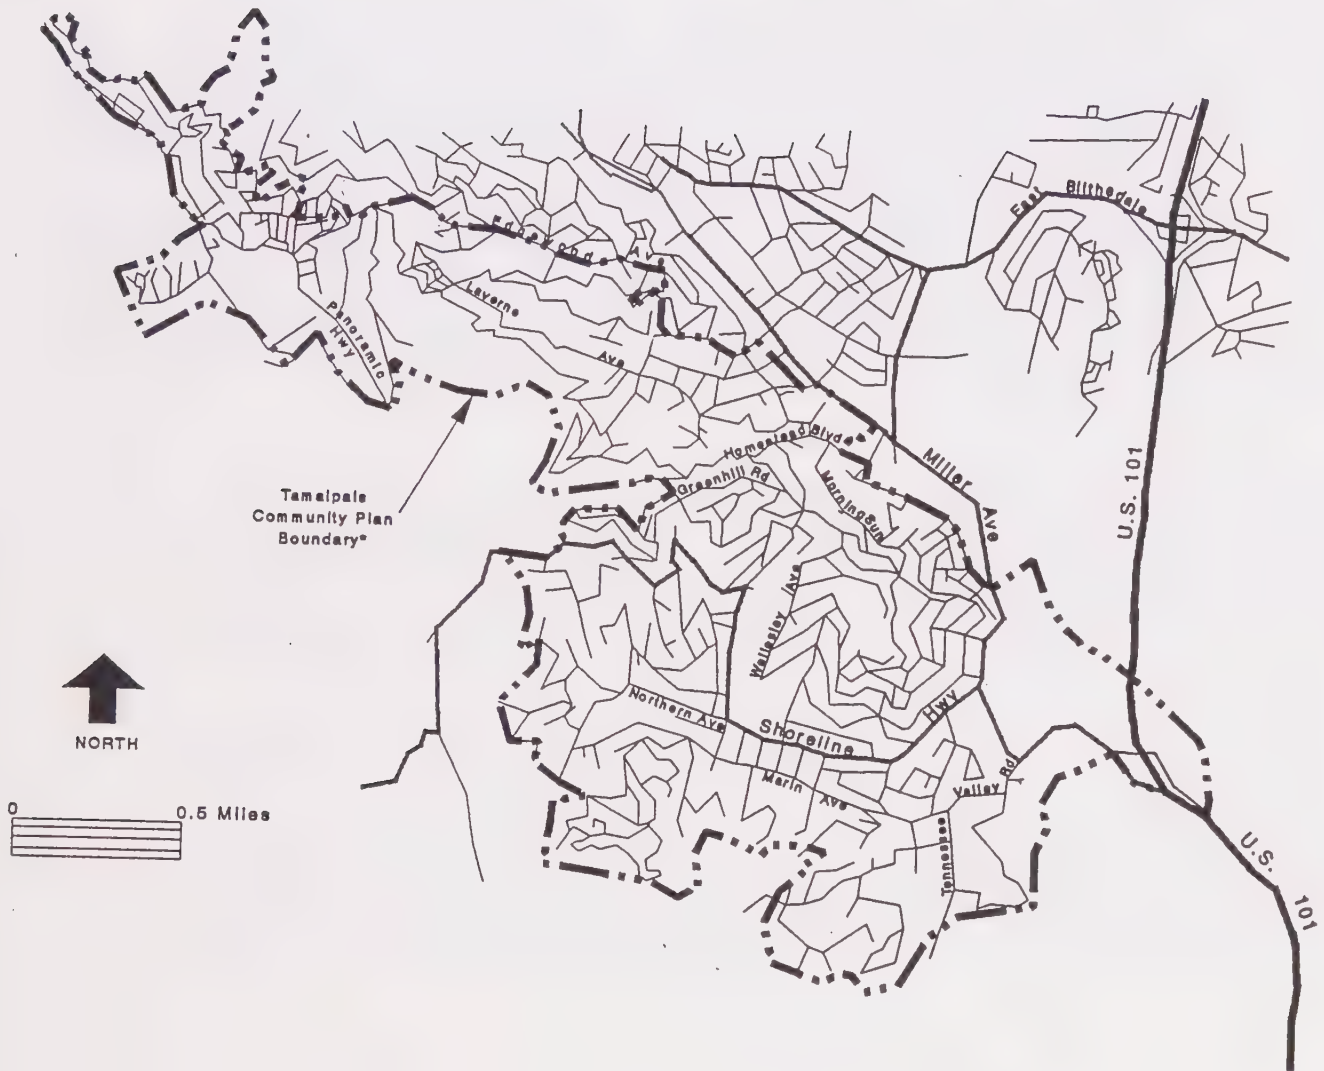 East
Blithedale
Edgewood
Ave
Laverne
Ave
Panoramic
Hwy
Homestead Blvd
Greenhill Rd
Morning Sun
Miller
Ave
U.S. 101
Tamalpais
Community Plan
Boundary*
Wellesley Ave
Northern Ave
Shoreline
Hwy
Marin Ave
Valley Rd
Tennessee
NORTH
0
0.5 Miles
U.S.
101